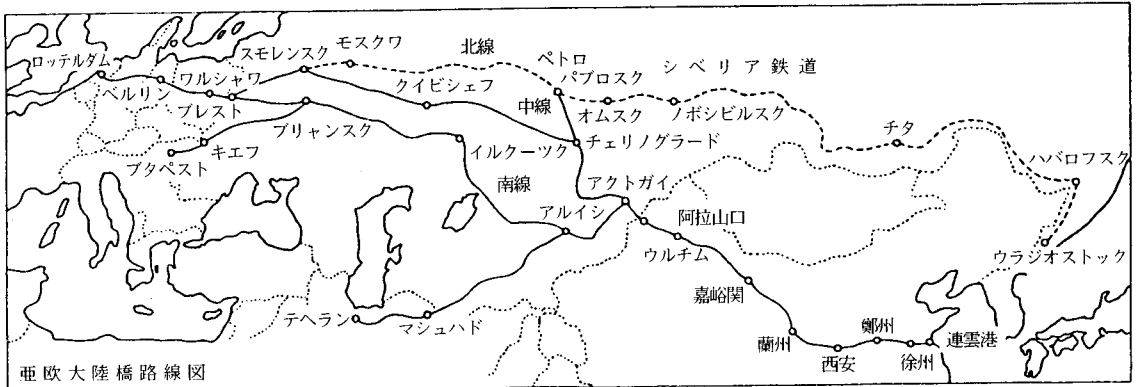 ロッテルダム
ベルリン
ワルシャワ
ブレスト
スモレンスク
モスクワ
北線
ペトロ
パブロスク
シベリア鉄道
クイビシェフ
中線
オムスク
ノボシビルスク
チタ
ハバロフスク
ブリャンスク
キエフ
ブタペスト
イルクーツク
チェリノグラード
南線
アクトガイ
アルイシ
阿拉山口
ウルチム
ウラジオストック
嘉峪関
テヘラン
マシュハド
蘭州
西安
鄭州
徐州
連雲港
亜欧大陸橋路線図